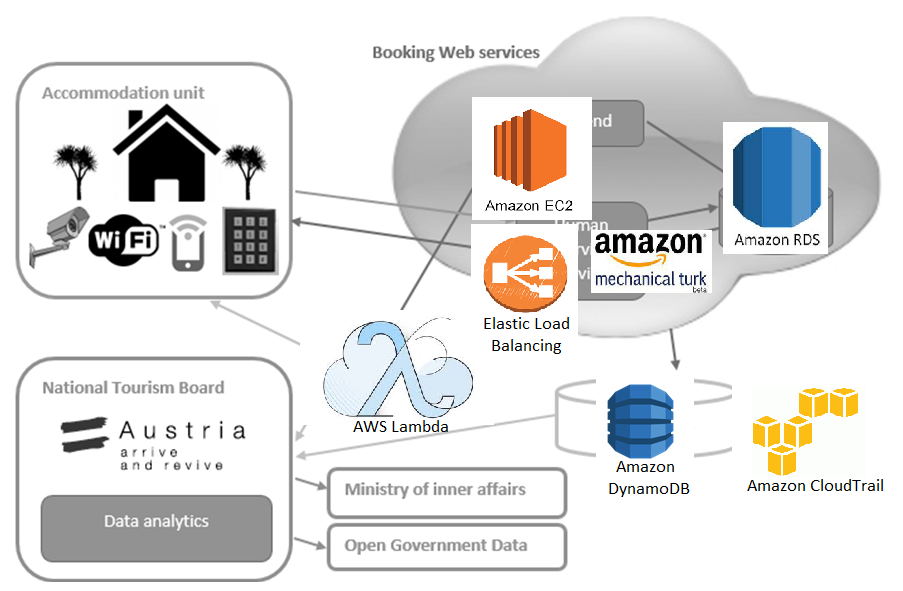 Booking Web services
Accommodation unit
WiFi™
end
Amazon EC2
Amazon RDS
Human
amazon®
mechanical turk
beta
Elastic Load
Balancing
AWS Lambda
National Tourism Board
Austria
arrive
and revive
Data analytics
Ministry of inner affairs
Open Government Data
Amazon
DynamoDB
Amazon CloudTrail